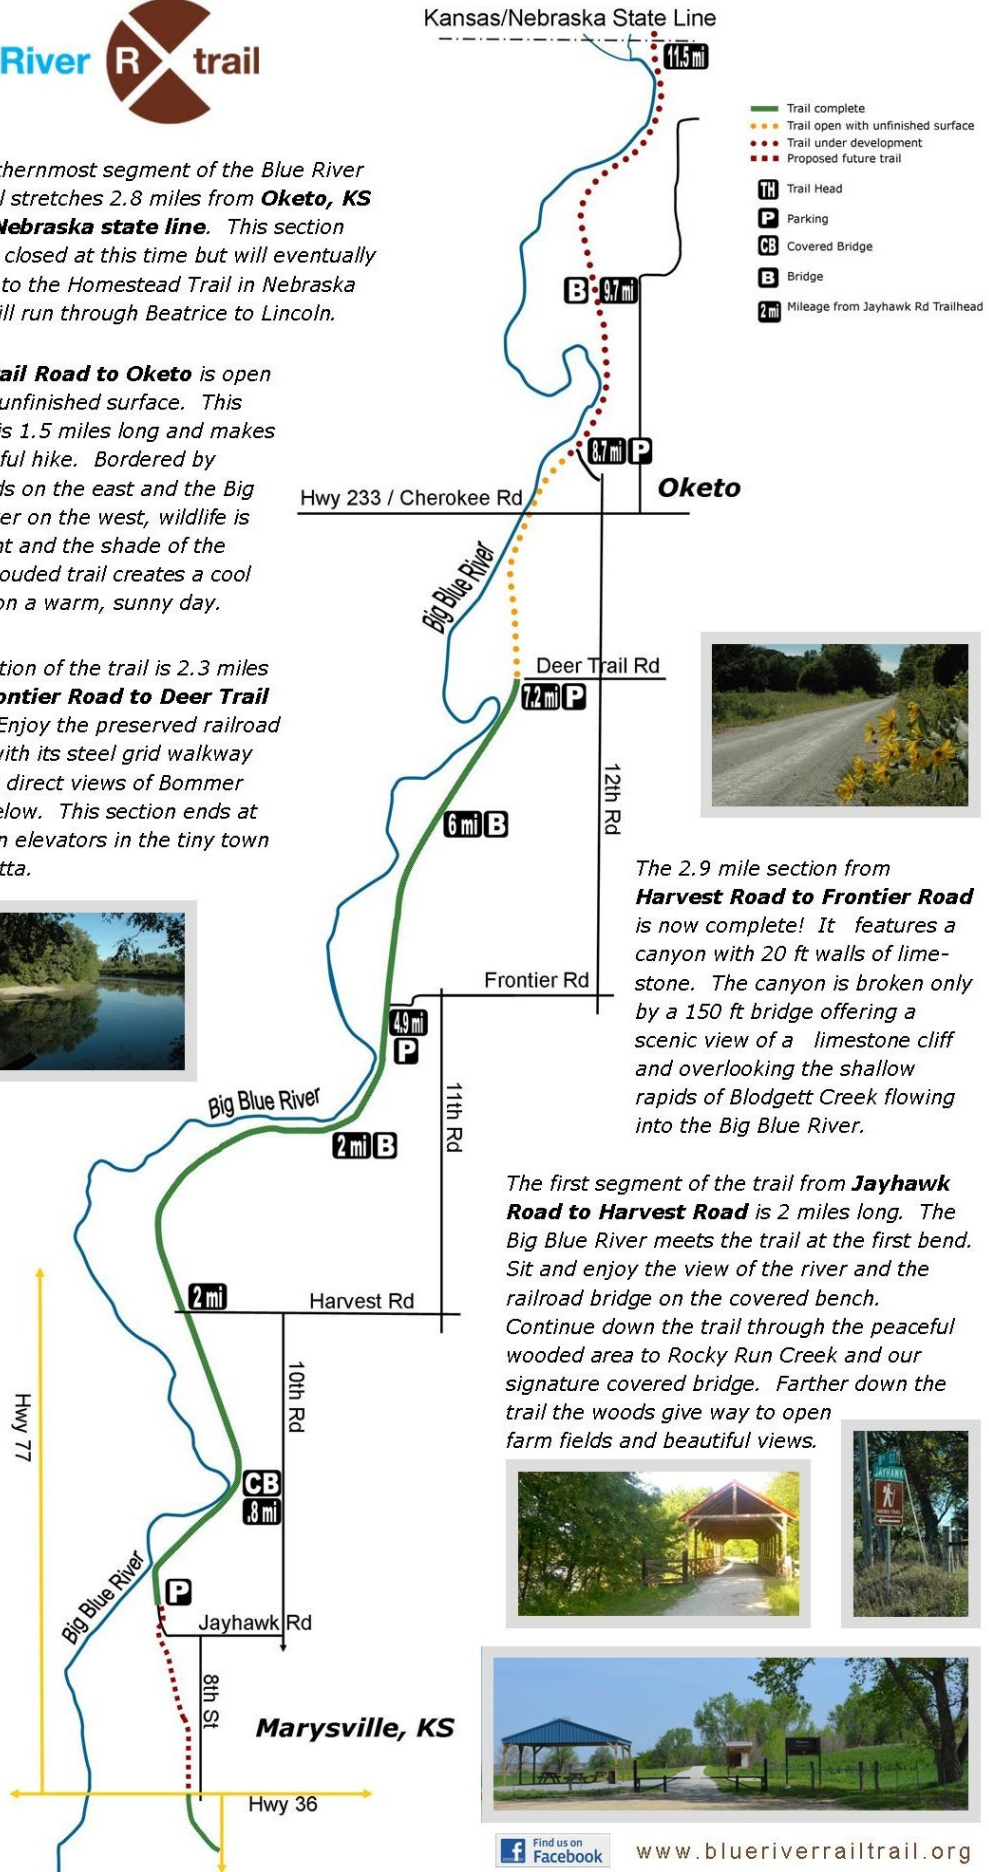 Kansas/Nebraska State Line
River R trail
11.5 mi
Trail complete
Trail open with unfinished surface
Trail under development
Proposed future trail
TH Trail Head
P Parking
CB Covered Bridge
B Bridge
2 mi Mileage from Jayhawk Rd Trailhead
thernmost segment of the Blue River
l stretches 2.8 miles from Oketo, KS
Nebraska state line. This section
closed at this time but will eventually
to the Homestead Trail in Nebraska
ill run through Beatrice to Lincoln.
B 9.7 mi
ail Road to Oketo is open
unfinished surface. This
is 1.5 miles long and makes
ful hike. Bordered by
ds on the east and the Big
er on the west, wildlife is
nt and the shade of the
ouded trail creates a cool
on a warm, sunny day.
8.7 mi P
Oketo
Hwy 233 / Cherokee Rd
Big Blue River
tion of the trail is 2.3 miles
ontier Road to Deer Trail
Enjoy the preserved railroad
with its steel grid walkway
direct views of Bommer
elow. This section ends at
n elevators in the tiny town
tta.
Deer Trail Rd
7.2 mi P
12th Rd
6 mi B
The 2.9 mile section from
Harvest Road to Frontier Road
is now complete! It features a
canyon with 20 ft walls of lime-
stone. The canyon is broken only
by a 150 ft bridge offering a
scenic view of a limestone cliff
and overlooking the shallow
rapids of Blodgett Creek flowing
into the Big Blue River.
Frontier Rd
4.9 mi
P
11th Rd
Big Blue River
2 mi B
The first segment of the trail from Jayhawk
Road to Harvest Road is 2 miles long. The
Big Blue River meets the trail at the first bend.
Sit and enjoy the view of the river and the
railroad bridge on the covered bench.
Continue down the trail through the peaceful
wooded area to Rocky Run Creek and our
signature covered bridge. Farther down the
trail the woods give way to open
farm fields and beautiful views.
2 mi
Harvest Rd
10th Rd
Hwy 77
CB
.8 mi
JAYHAWK
Big Blue River
P
Jayhawk Rd
8th St
Marysville, KS
Hwy 36
Find us on
Facebook
www.blueriverrailtrail.org